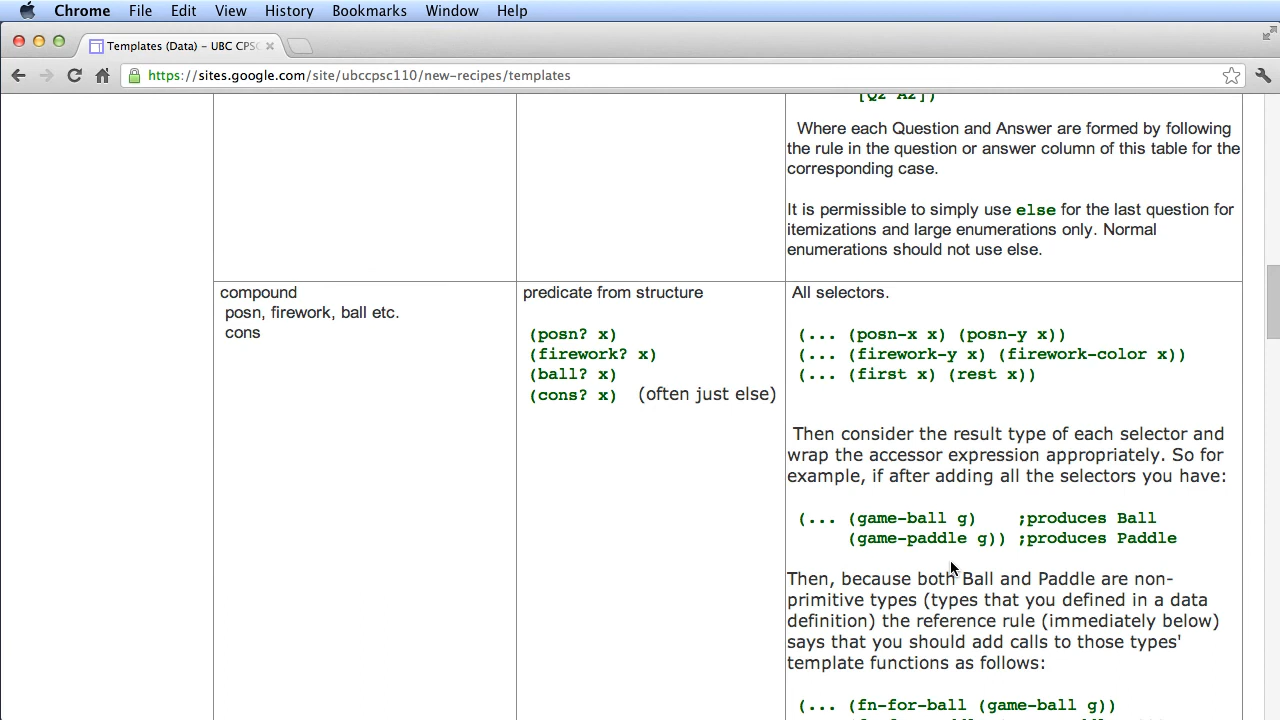 Chrome File Edit View History Bookmarks Window Help
Templates (Data) – UBC CPSC
https://sites.google.com/site/ubccpsc110/new-recipes/templates
[Q2 A2])
Where each Question and Answer are formed by following
the rule in the question or answer column of this table for the
corresponding case.
It is permissible to simply use else for the last question for
itemizations and large enumerations only. Normal
enumerations should not use else.
compound
posn, firework, ball etc.
cons
predicate from structure
(posn? x)
(firework? x)
(ball? x)
(cons? x) (often just else)
All selectors.
(... (posn-x x) (posn-y x))
(... (firework-y x) (firework-color x))
(... (first x) (rest x))
Then consider the result type of each selector and
wrap the accessor expression appropriately. So for
example, if after adding all the selectors you have:
(... (game-ball g) ;produces Ball
(game-paddle g)) ;produces Paddle
Then, because both Ball and Paddle are non-
primitive types (types that you defined in a data
definition) the reference rule (immediately below)
says that you should add calls to those types'
template functions as follows:
(... (fn-for-ball (game-ball g))